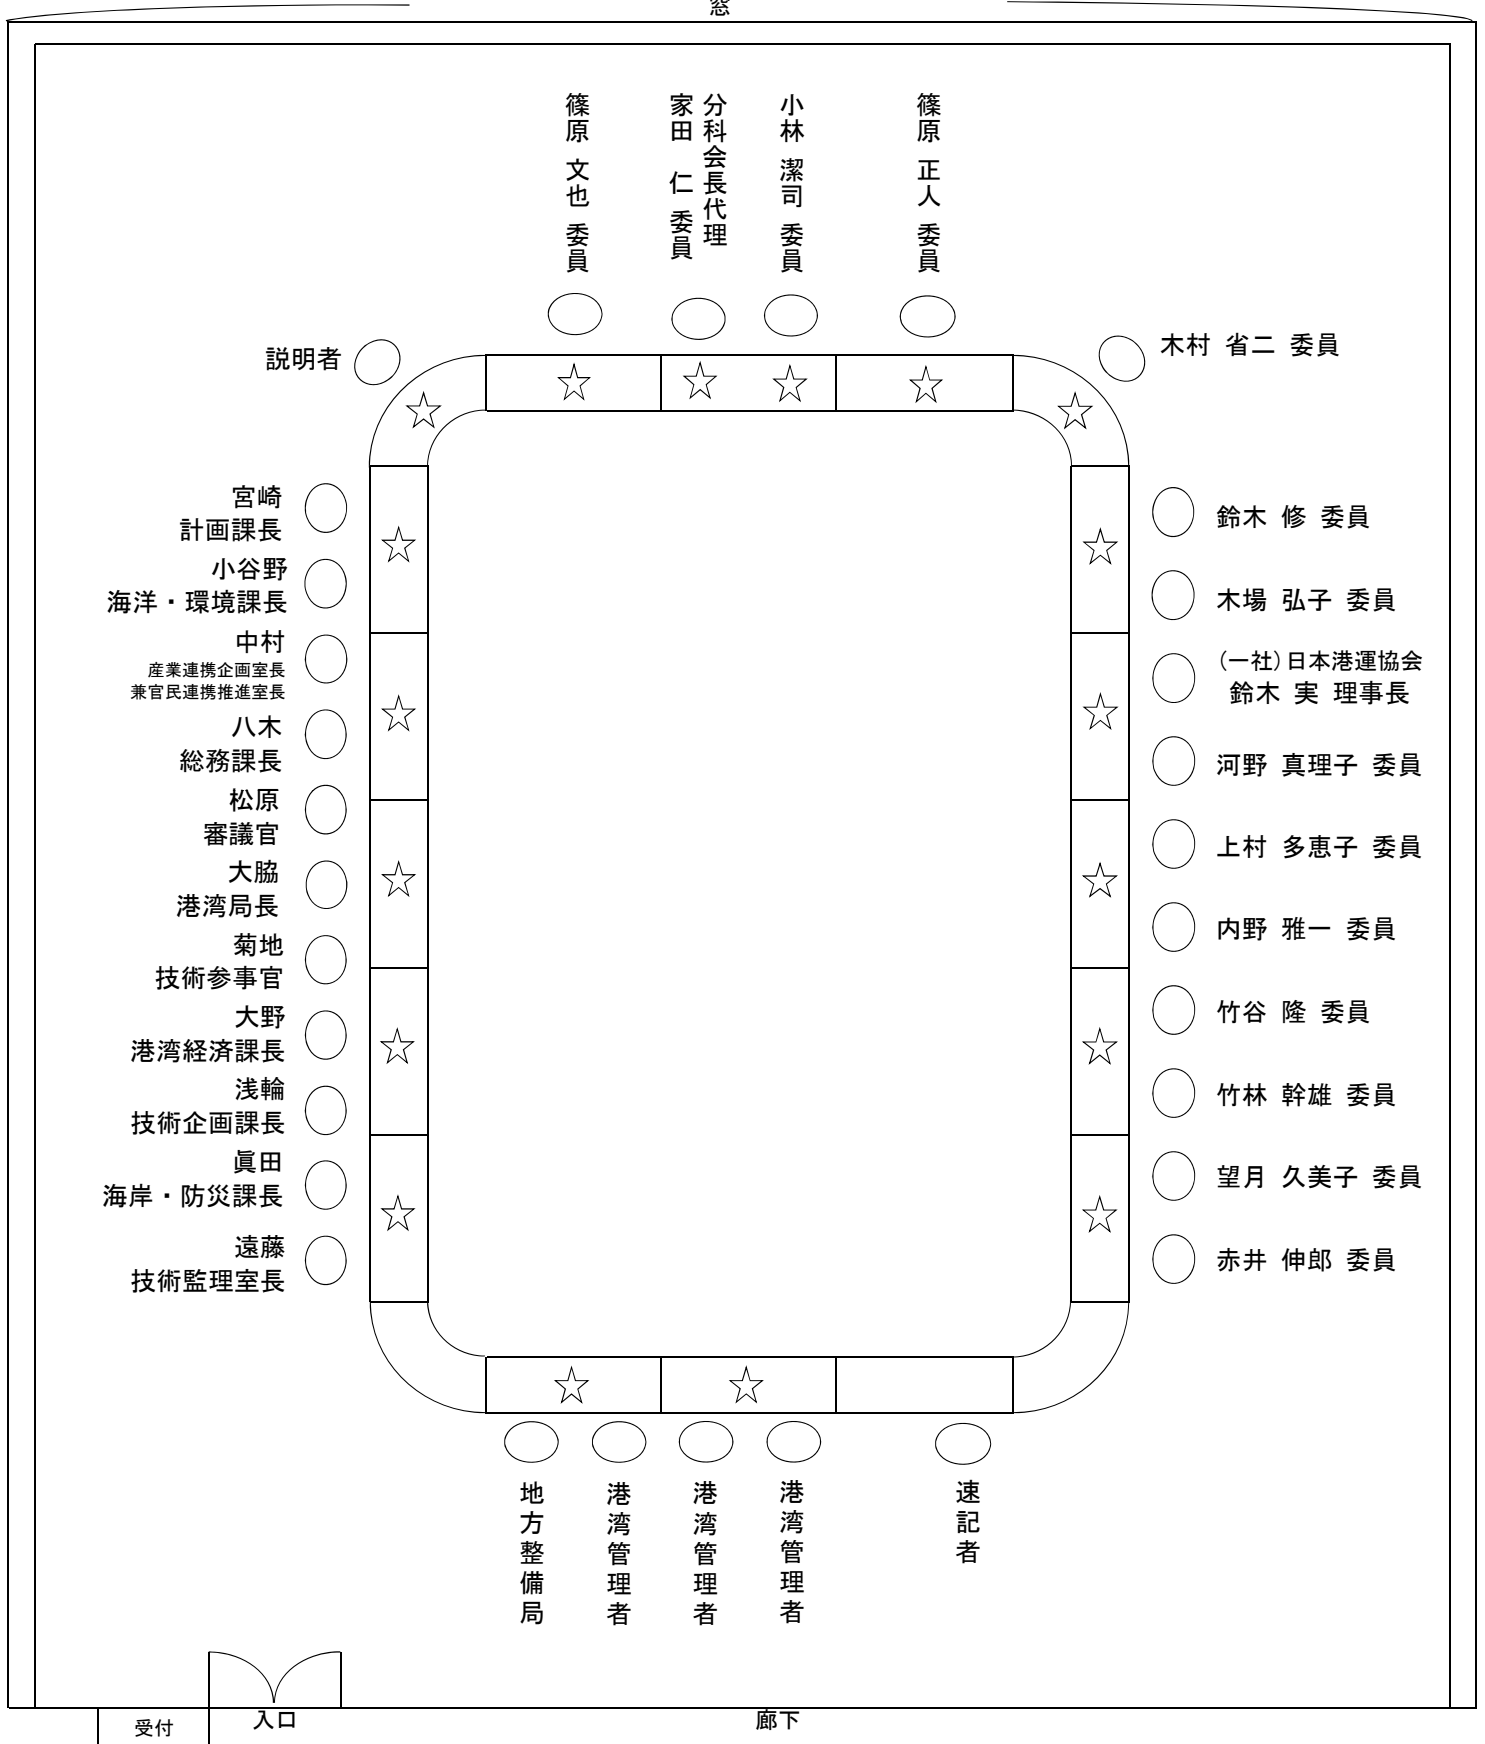 窓
篠原 正人 委員
小林 潔司 委員
分科会長代理
家田 仁 委員
篠原 文也 委員
説明者
木村 省二 委員
宮崎
計画課長
小谷野
海洋・環境課長
中村
産業連携企画室長
兼官民連携推進室長
八木
総務課長
松原
審議官
大脇
港湾局長
菊地
技術参事官
大野
港湾経済課長
浅輪
技術企画課長
眞田
海岸・防災課長
遠藤
技術監理室長
鈴木 修 委員
木場 弘子 委員
（一社）日本港運協会
鈴木 実 理事長
河野 真理子 委員
上村 多恵子 委員
内野 雅一 委員
竹谷 隆 委員
竹林 幹雄 委員
望月 久美子 委員
赤井 伸郎 委員
速記者
港湾管理者
港湾管理者
港湾管理者
地方整備局
受付
入口
廊下